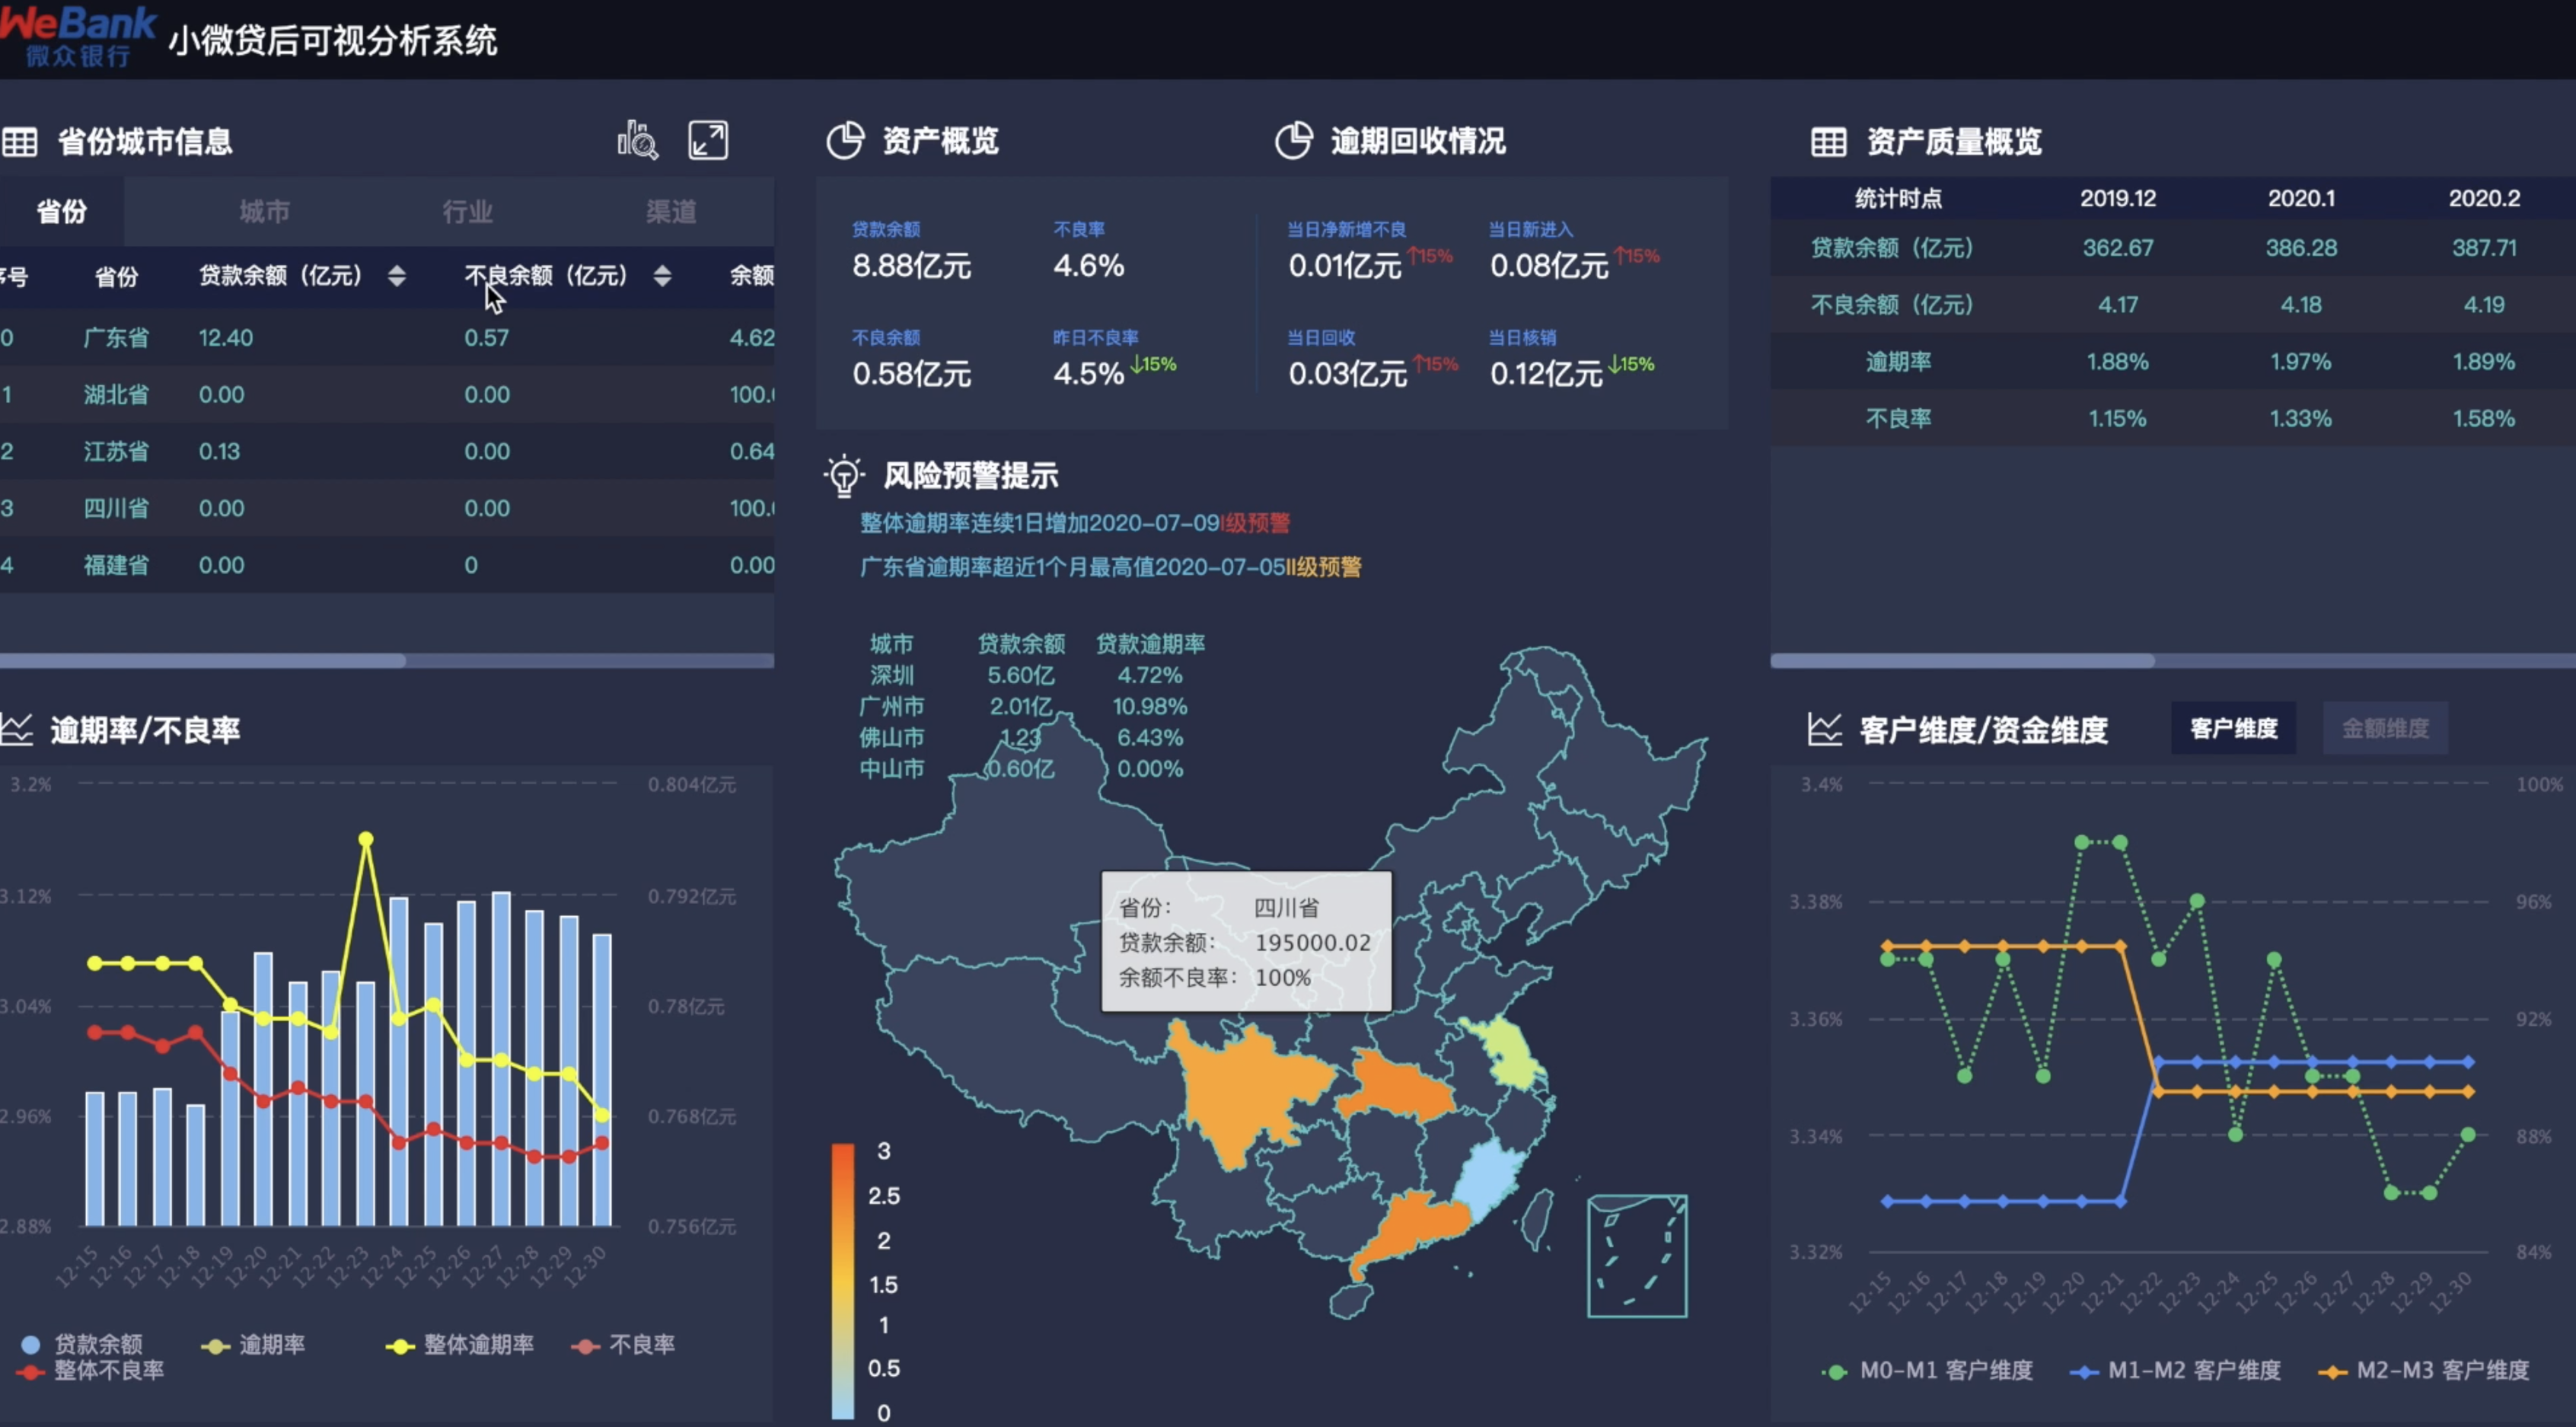 WeBank
微众银行
小微贷后可视分析系统
省份城市信息
省份 城市 行业 渠道
序号 省份 贷款余额（亿元） 不良余额（亿元） 余额
0 广东省 12.40 0.57 4.62
1 湖北省 0.00 0.00 100.
2 江苏省 0.13 0.00 0.64
3 四川省 0.00 0.00 100.
4 福建省 0.00 0 0.00
资产概览
贷款余额 不良率
8.88亿元 4.6%
不良余额 昨日不良率
0.58亿元 4.5% ↓15%
逾期回收情况
当日净新增不良 当日新进入
0.01亿元 ↑15% 0.08亿元 ↑15%
当日回收 当日核销
0.03亿元 ↑15% 0.12亿元 ↓15%
资产质量概览
统计时点 2019.12 2020.1 2020.2
贷款余额（亿元） 362.67 386.28 387.71
不良余额（亿元） 4.17 4.18 4.19
逾期率 1.88% 1.97% 1.89%
不良率 1.15% 1.33% 1.58%
风险预警提示
整体逾期率连续1日增加2020-07-09I级预警
广东省逾期率超近1个月最高值2020-07-05II级预警
城市 贷款余额 贷款逾期率
深圳 5.60亿 4.72%
广州市 2.01亿 10.98%
佛山市 1.23 6.43%
中山市 0.60亿 0.00%
省份： 四川省
贷款余额： 195000.02
余额不良率： 100%
3
2.5
2
1.5
1
0.5
0
逾期率/不良率
3.2% 0.804亿元
3.12% 0.792亿元
3.04% 0.78亿元
2.96% 0.768亿元
2.88% 0.756亿元
12-15 12-16 12-17 12-18 12-19 12-20 12-21 12-22 12-23 12-24 12-25 12-26 12-27 12-28 12-29 12-30
贷款余额 逾期率 整体逾期率 不良率
整体不良率
客户维度/资金维度 客户维度 金额维度
3.4% 100%
3.38% 96%
3.36% 92%
3.34% 88%
3.32% 84%
12-15 12-16 12-17 12-18 12-19 12-20 12-21 12-22 12-23 12-24 12-25 12-26 12-27 12-28 12-29 12-30
M0-M1 客户维度 M1-M2 客户维度 M2-M3 客户维度